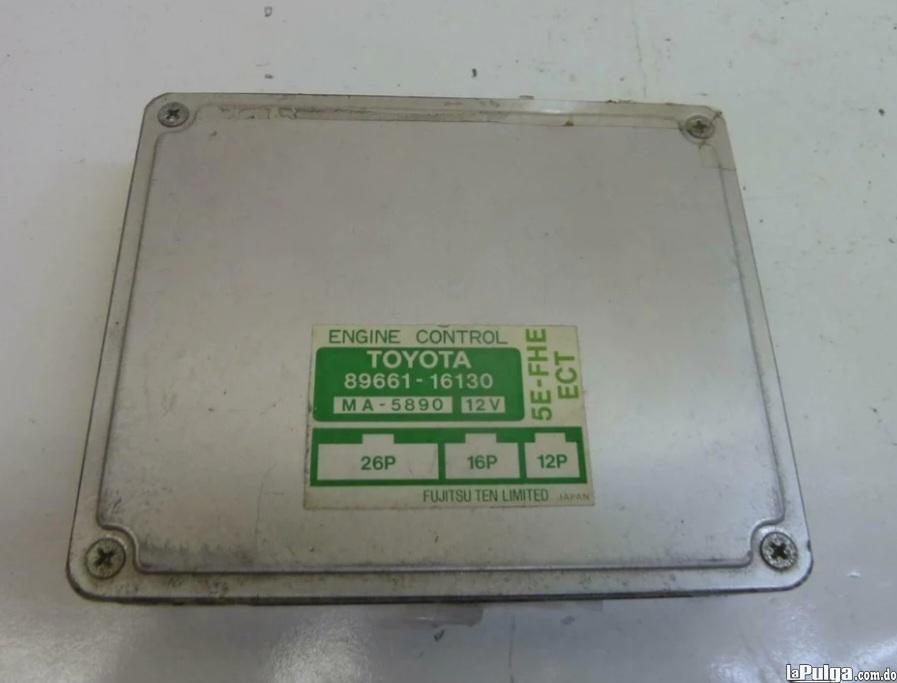 ENGINE CONTROL
TOYOTA
89661-16130
MA-5890 12V
5E-FHE
ECT
26P 16P 12P
FUJITSU TEN LIMITED JAPAN
laPulga.com.do